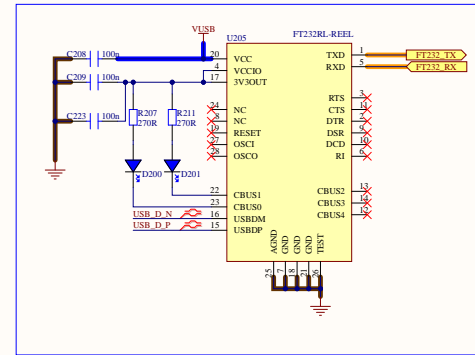 VUSB
U205
FT232RL-REEL
C208
100n
20
VCC
TXD
1
FT232_TX
4
VCCIO
RXD
5
FT232_RX
C209
100n
17
3V3OUT
RTS
3
24
NC
CTS
11
R207
270R
R211
270R
8
NC
DTR
2
C223
100n
19
RESET
DSR
9
27
OSCI
DCD
10
28
OSCO
RI
6
D200
D201
22
CBUS1
CBUS2
13
23
CBUS0
CBUS3
14
USB_D_N
16
USBDM
CBUS4
12
USB_D_P
15
USBDP
AGND
GND
GND
GND
TEST
25
7
18
21
26